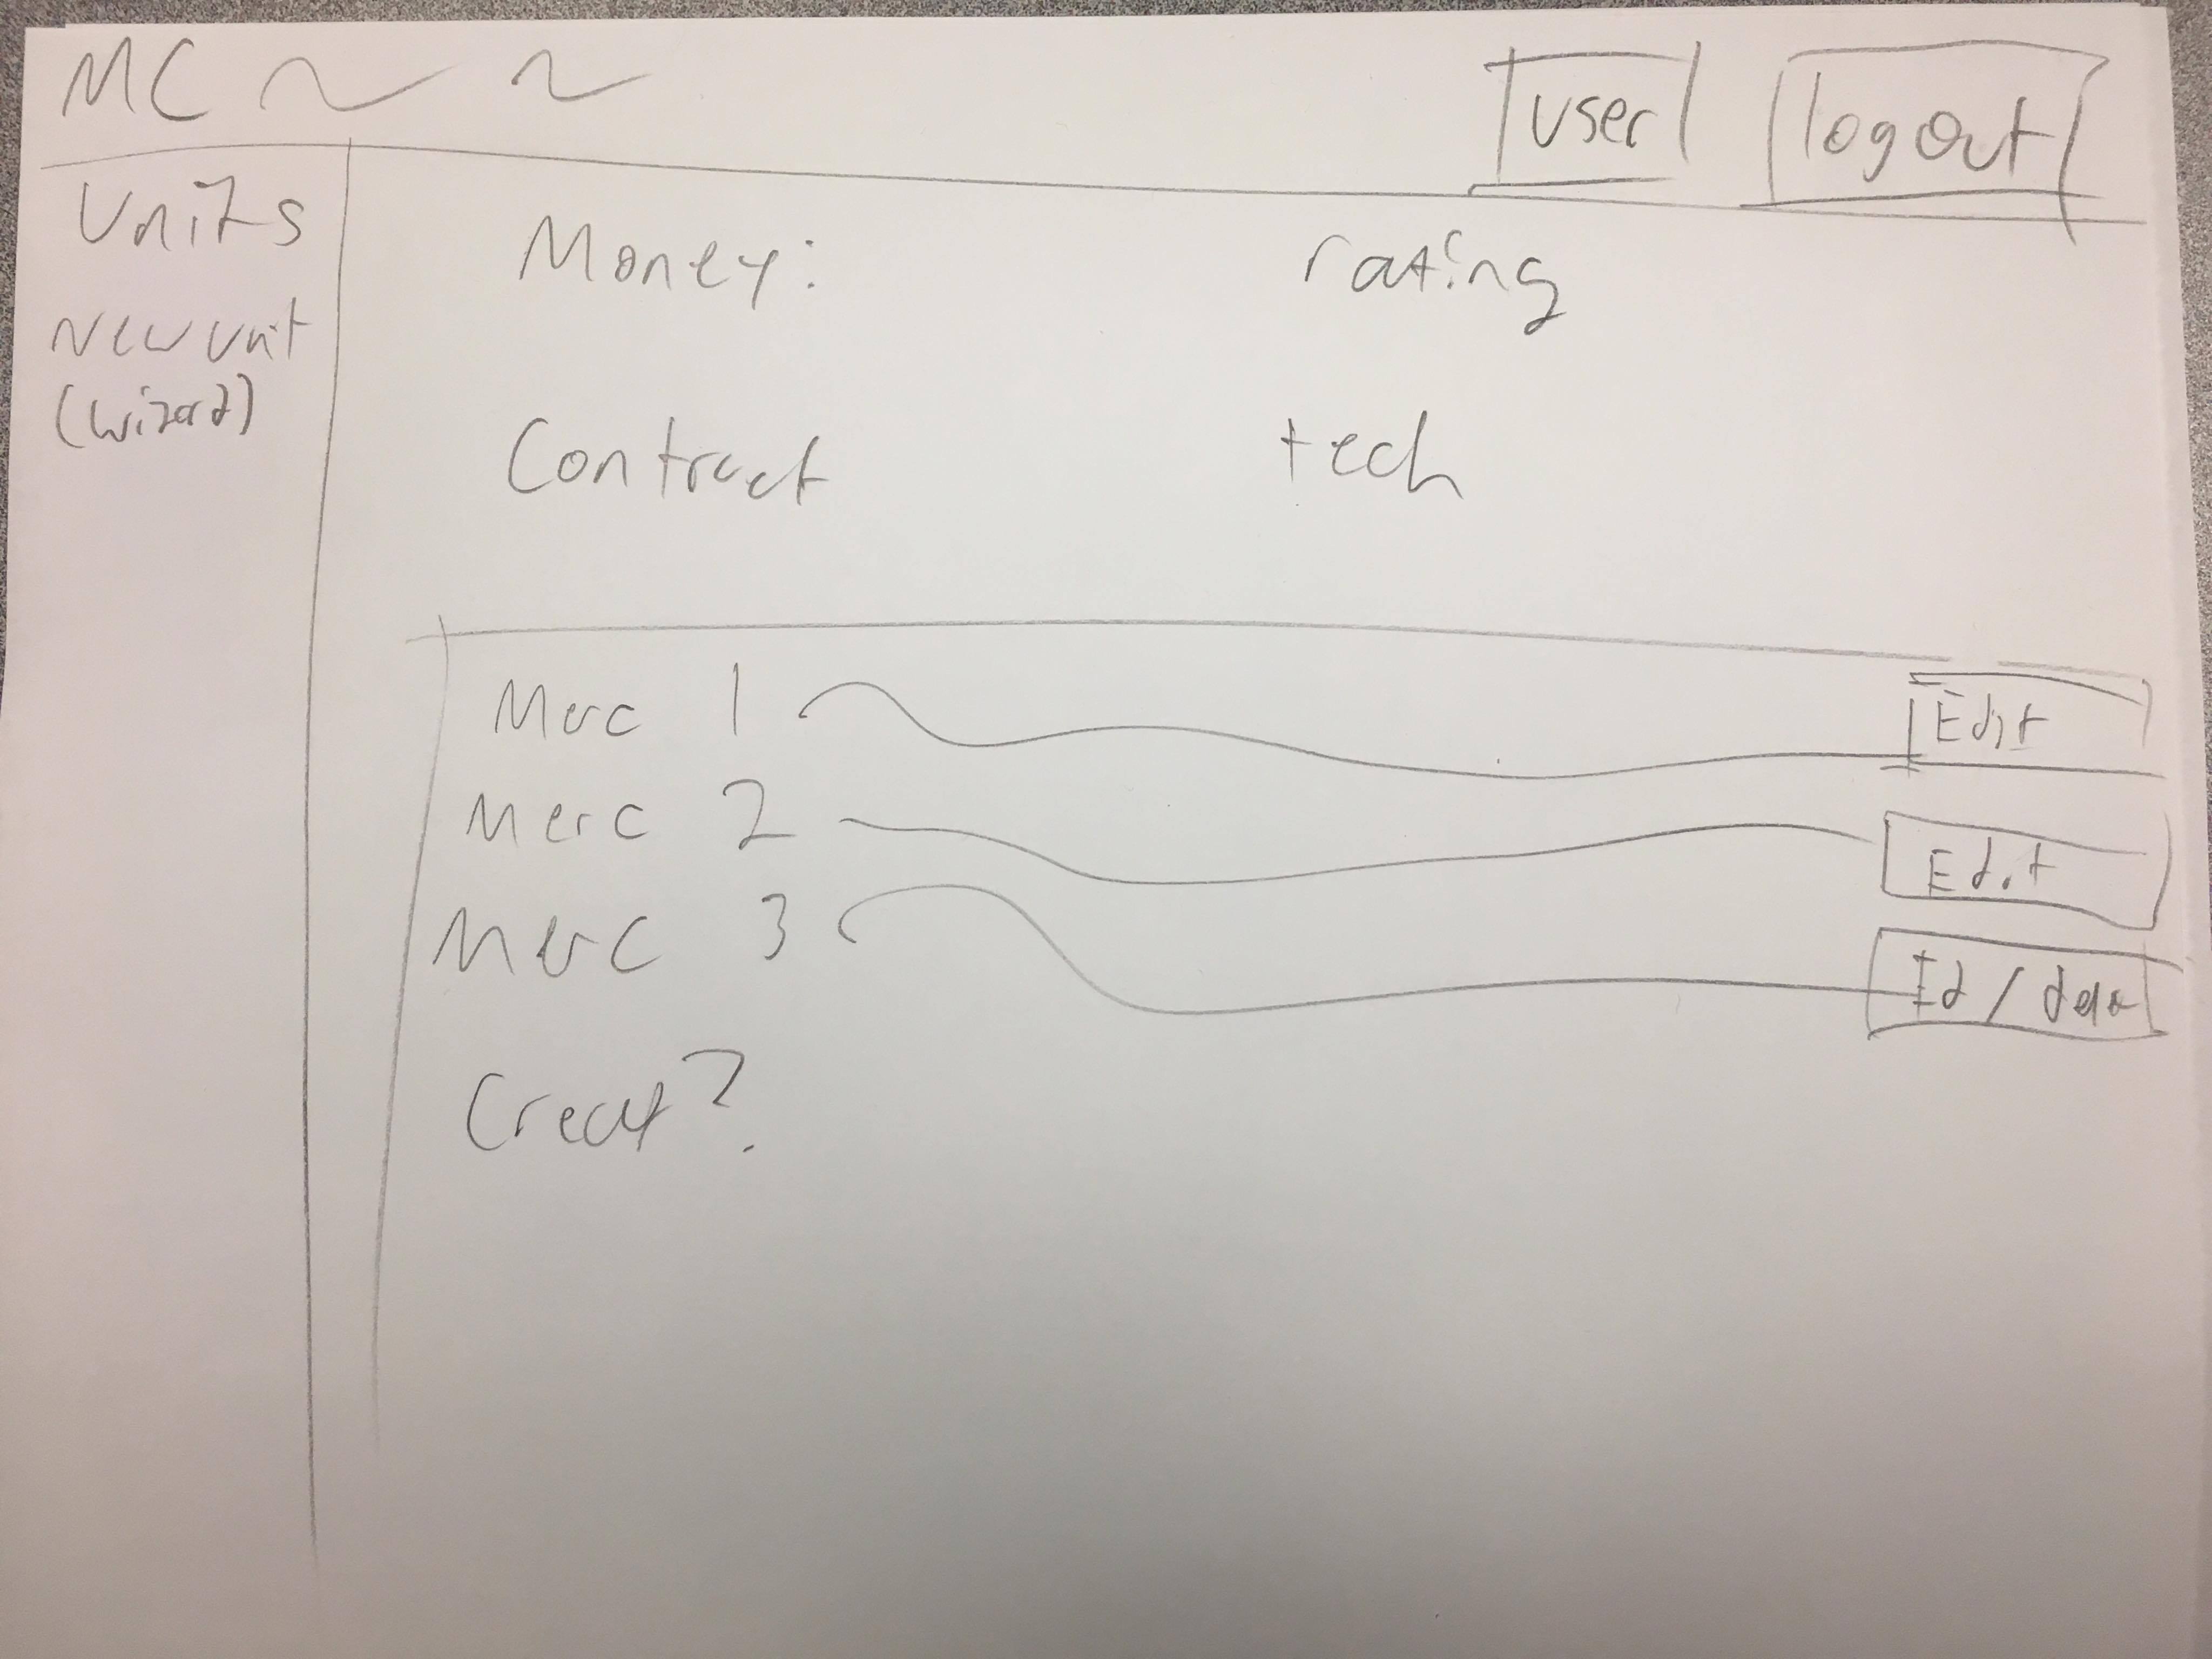 MC
user
logout
Units
New unit
(wizard)
Money:
rating
Contract
tech
Merc 1
Edit
Merc 2
Edit
Merc 3
Ed /
Creat?